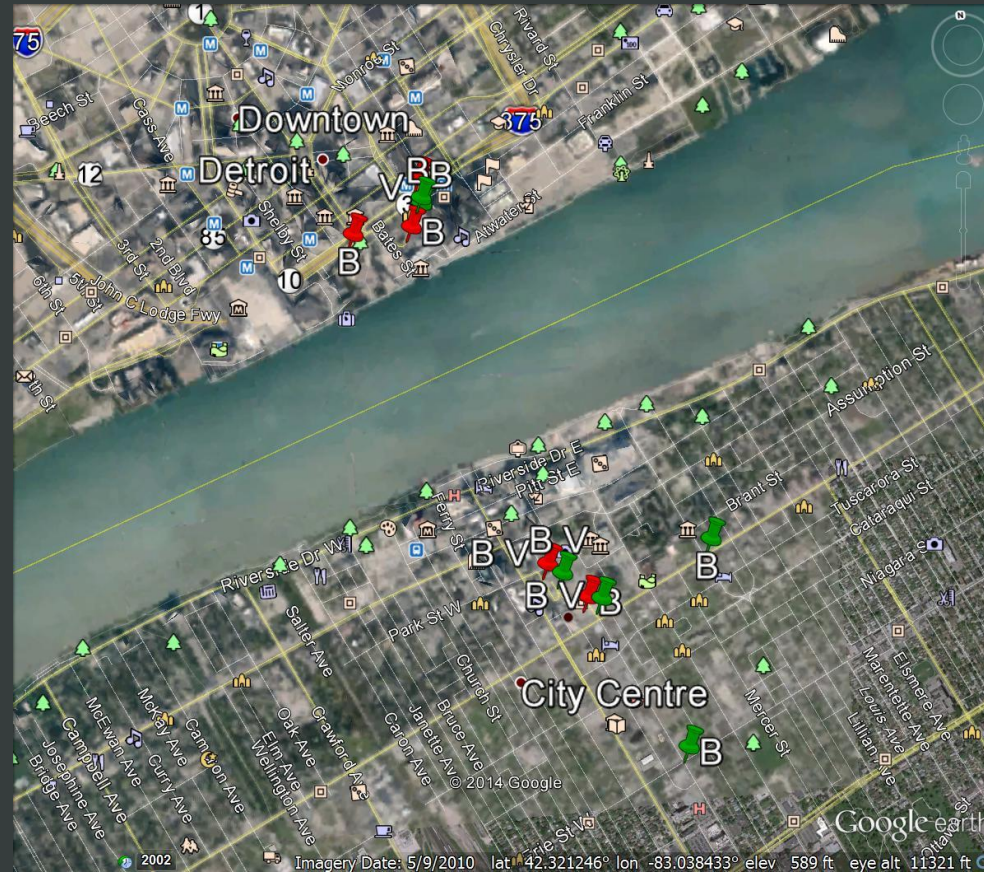 75
1
Rivard St
Chrysler Dr
Monroe St
Beech St
Cass Ave
Downtown
375
Franklin St
Detroit
12
B B
V
Shelby St
Bates St
B
Atwater St
B
85
3rd St
2nd Blvd
10
6th St
5th St
John C Lodge Fwy
Assumption St
Riverside Dr E
Pitt St E
H
Ferry St
Brant St
Tuscarora St
Cataraqui St
B V
B V
B
Niagara St
Riverside Dr W
B V
B
Park St W
Salter Ave
Church St
City Centre
McEwan Ave
McKay Ave
Oak Ave
Crawford Ave
Bruce Ave
Janette Ave
Caron Ave
Mercer St
Elsmere Ave
Marentette Ave
Louis Ave
Lillian Ave
Campbell Ave
Josephine Ave
Bridge Ave
Curry Ave
Cameron Ave
Elm Ave
Wellington Ave
B
© 2014 Google
H
Erie St W
Ottawa St
Google earth
2002
Imagery Date: 5/9/2010 lat 42.321246° lon -83.038433° elev 589 ft eye alt 11321 ft